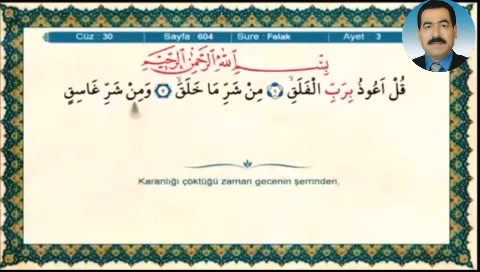 Cüz : 30 Sayfa : 604 Sure : Felak Ayet : 3
بِسْــــمِ اللّٰهِ الرَّحْمٰنِ الرَّحٖيمِ
قُلْ اَعُوذُ بِرَبِّ الْفَلَقِۙ ﴿١﴾ مِنْ شَرِّ مَا خَلَقَۙ ﴿٢﴾ وَمِنْ شَرِّ غَاسِقٍ
Karanlığı çöktüğü zaman gecenin şerrinden,